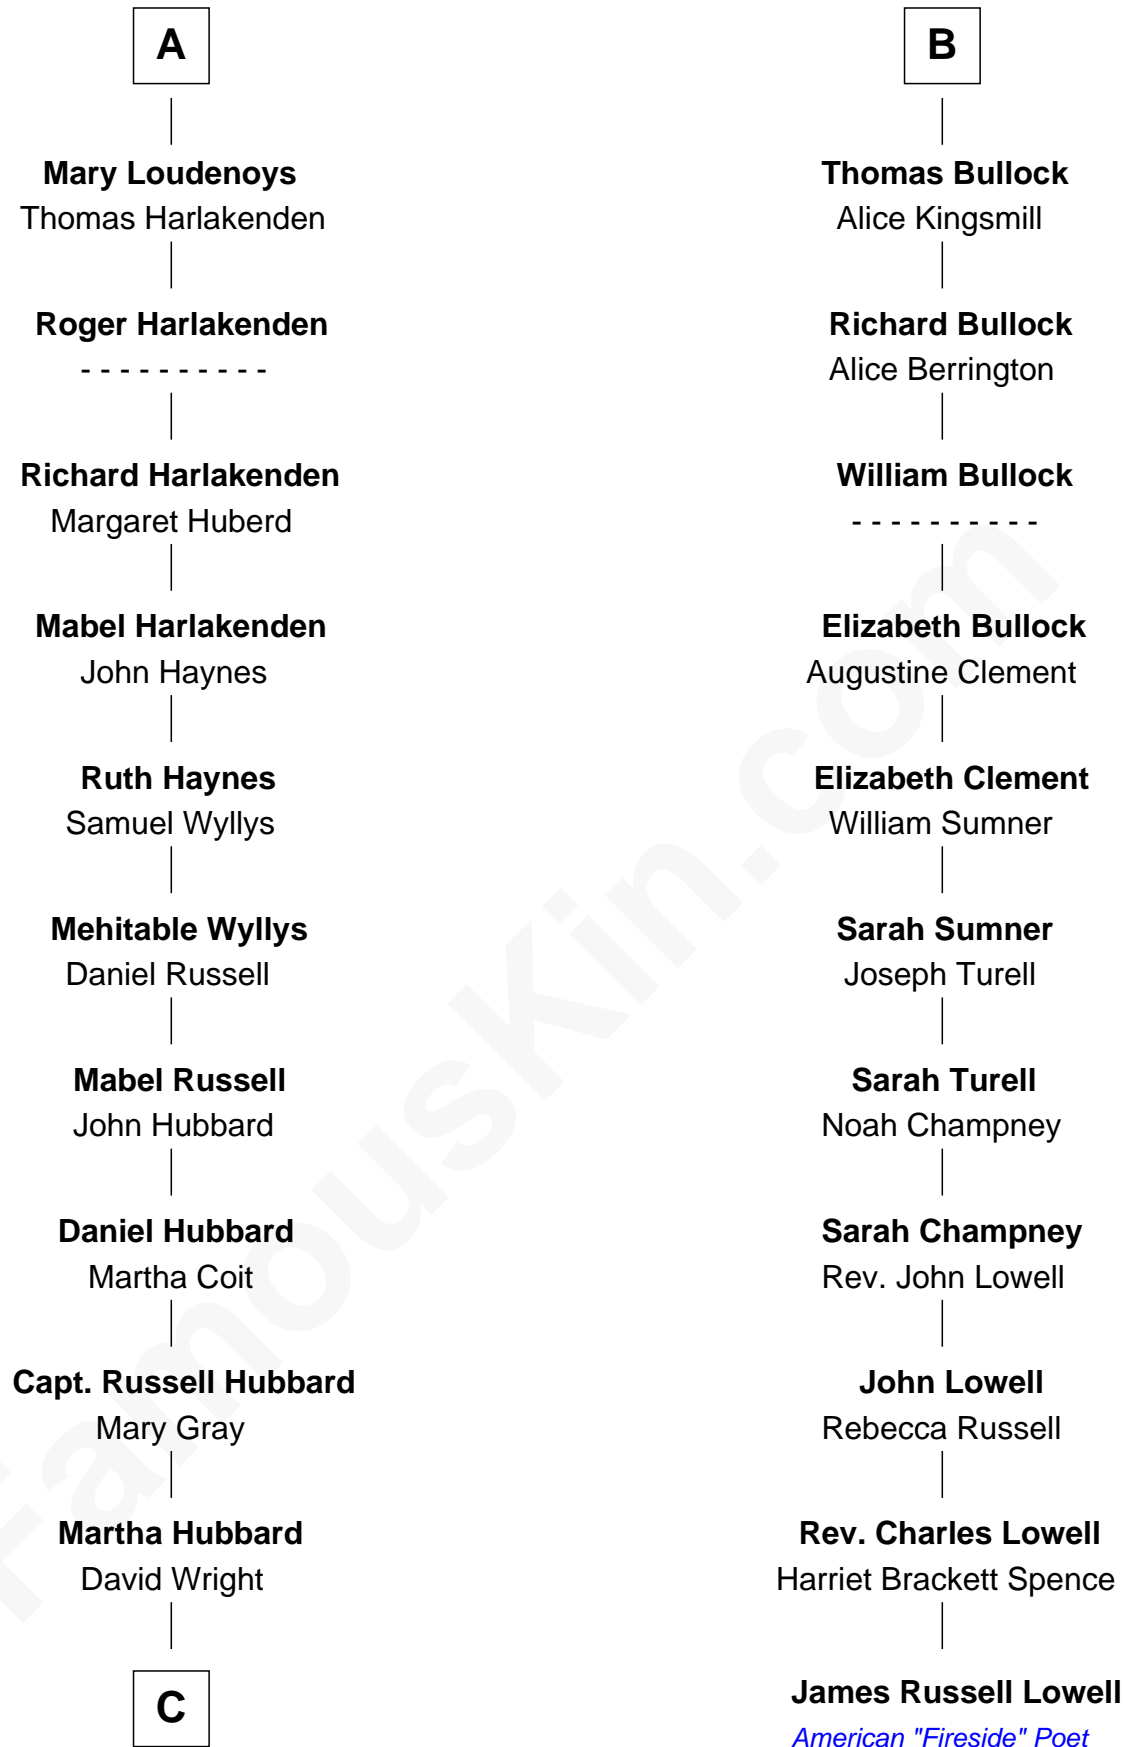 A
Mary Loudenoys
Thomas Harlakenden
Roger Harlakenden
- - - - - - - - - -
Richard Harlakenden
Margaret Huberd
Mabel Harlakenden
John Haynes
Ruth Haynes
Samuel Wyllys
Mehitable Wyllys
Daniel Russell
Mabel Russell
John Hubbard
Daniel Hubbard
Martha Coit
Capt. Russell Hubbard
Mary Gray
Martha Hubbard
David Wright
C
B
Thomas Bullock
Alice Kingsmill
Richard Bullock
Alice Berrington
William Bullock
- - - - - - - - - -
Elizabeth Bullock
Augustine Clement
Elizabeth Clement
William Sumner
Sarah Sumner
Joseph Turell
Sarah Turell
Noah Champney
Sarah Champney
Rev. John Lowell
John Lowell
Rebecca Russell
Rev. Charles Lowell
Harriet Brackett Spence
James Russell Lowell
American "Fireside" Poet
FamousKin.com